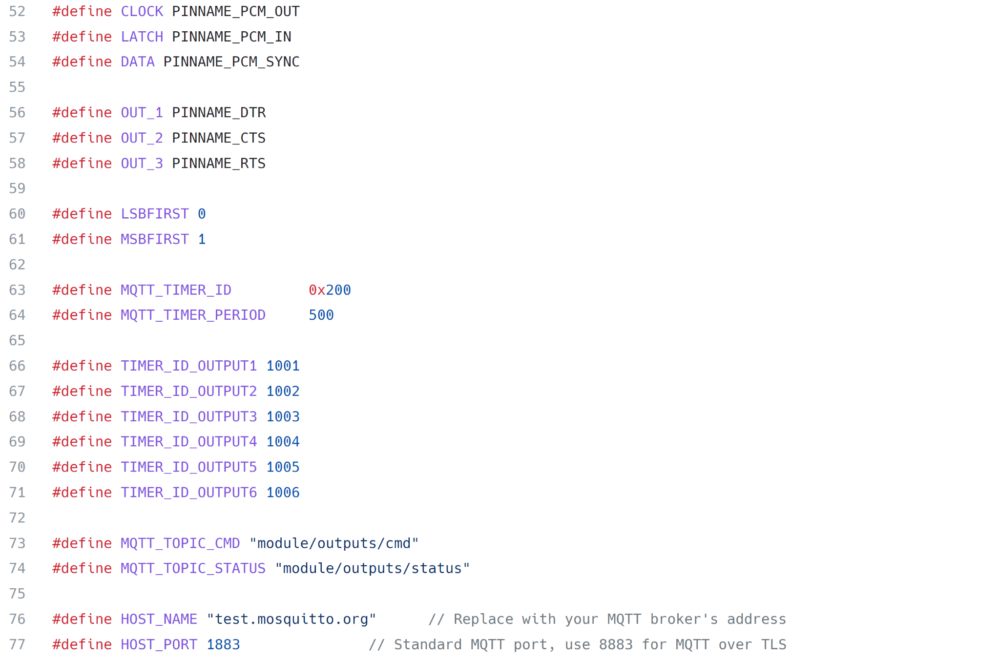 52 #define CLOCK PINNAME_PCM_OUT
53 #define LATCH PINNAME_PCM_IN
54 #define DATA PINNAME_PCM_SYNC
55
56 #define OUT_1 PINNAME_DTR
57 #define OUT_2 PINNAME_CTS
58 #define OUT_3 PINNAME_RTS
59
60 #define LSBFIRST 0
61 #define MSBFIRST 1
62
63 #define MQTT_TIMER_ID         0x200
64 #define MQTT_TIMER_PERIOD     500
65
66 #define TIMER_ID_OUTPUT1 1001
67 #define TIMER_ID_OUTPUT2 1002
68 #define TIMER_ID_OUTPUT3 1003
69 #define TIMER_ID_OUTPUT4 1004
70 #define TIMER_ID_OUTPUT5 1005
71 #define TIMER_ID_OUTPUT6 1006
72
73 #define MQTT_TOPIC_CMD "module/outputs/cmd"
74 #define MQTT_TOPIC_STATUS "module/outputs/status"
75
76 #define HOST_NAME "test.mosquitto.org"      // Replace with your MQTT broker's address
77 #define HOST_PORT 1883               // Standard MQTT port, use 8883 for MQTT over TLS